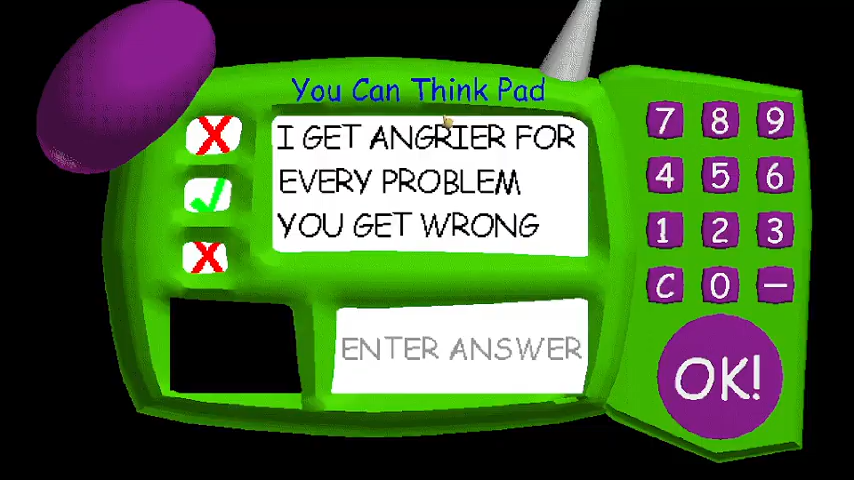 You Can Think Pad
I GET ANGRIER FOR
EVERY PROBLEM
YOU GET WRONG
ENTER ANSWER
7 8 9
4 5 6
1 2 3
C 0 –
OK!